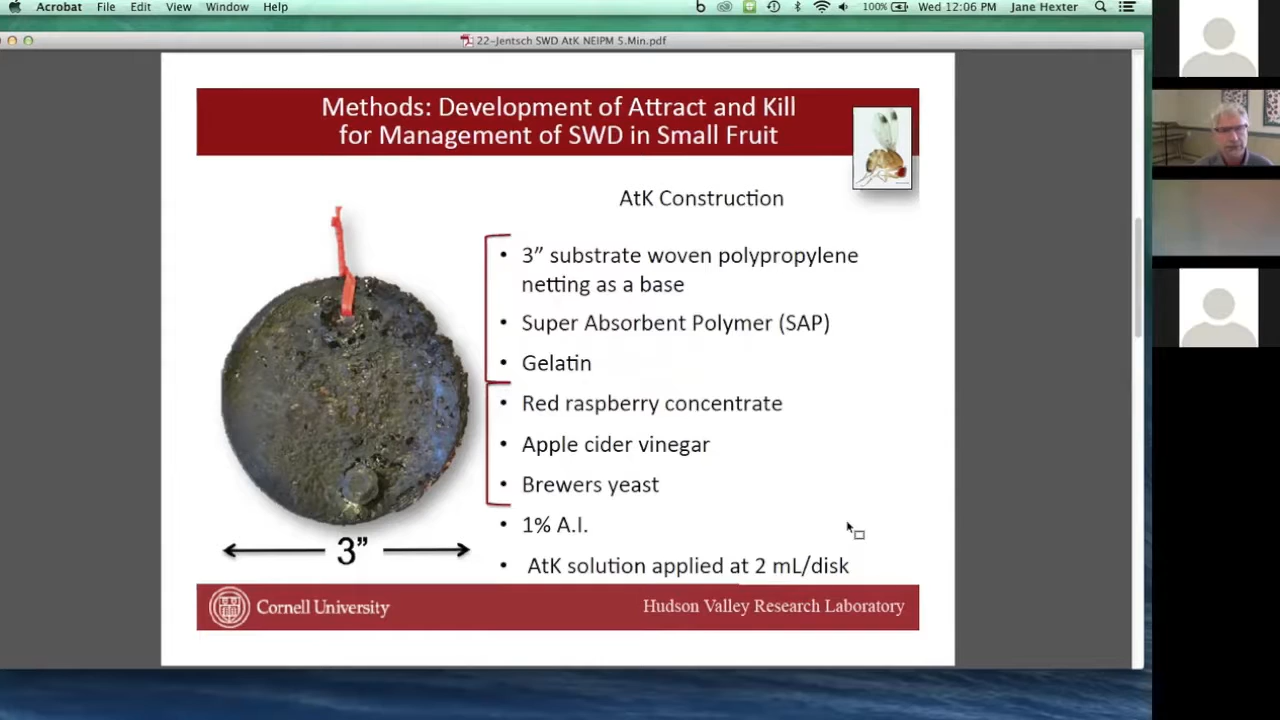 Acrobat File Edit View Window Help 100% Wed 12:06 PM Jane Hexter
22-Jentsch SWD AtK NEIPM 5.Min.pdf
Methods: Development of Attract and Kill
for Management of SWD in Small Fruit
AtK Construction
• 3” substrate woven polypropylene
netting as a base
• Super Absorbent Polymer (SAP)
• Gelatin
• Red raspberry concentrate
• Apple cider vinegar
• Brewers yeast
• 1% A.I.
• AtK solution applied at 2 mL/disk
3”
Cornell University
Hudson Valley Research Laboratory